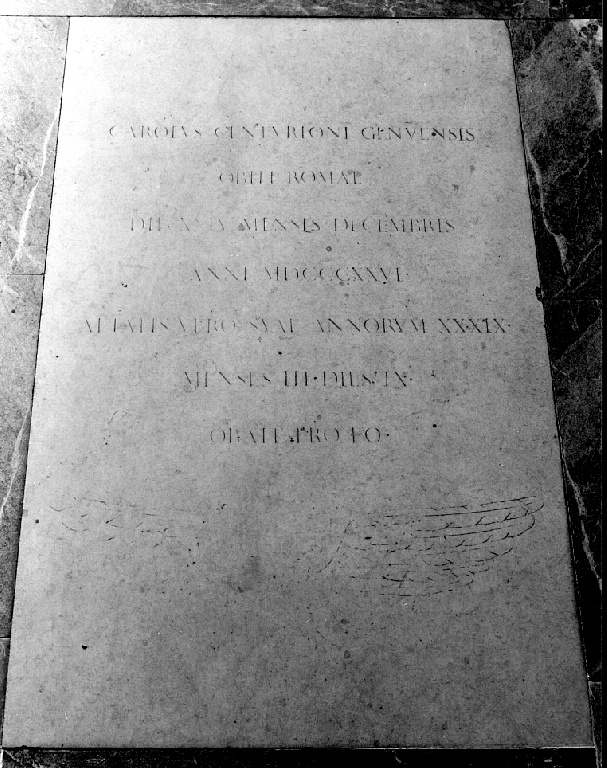 CAROLVS CENTVRIONI GENVENSIS
OBIIT ROMAE
DIE MENSIS DECEMBRIS
ANNI MDCCCXXVI
AETATIS VERO SVAE ANNORVM XXXIX
MENSES III DIES IX
ORATE PRO EO